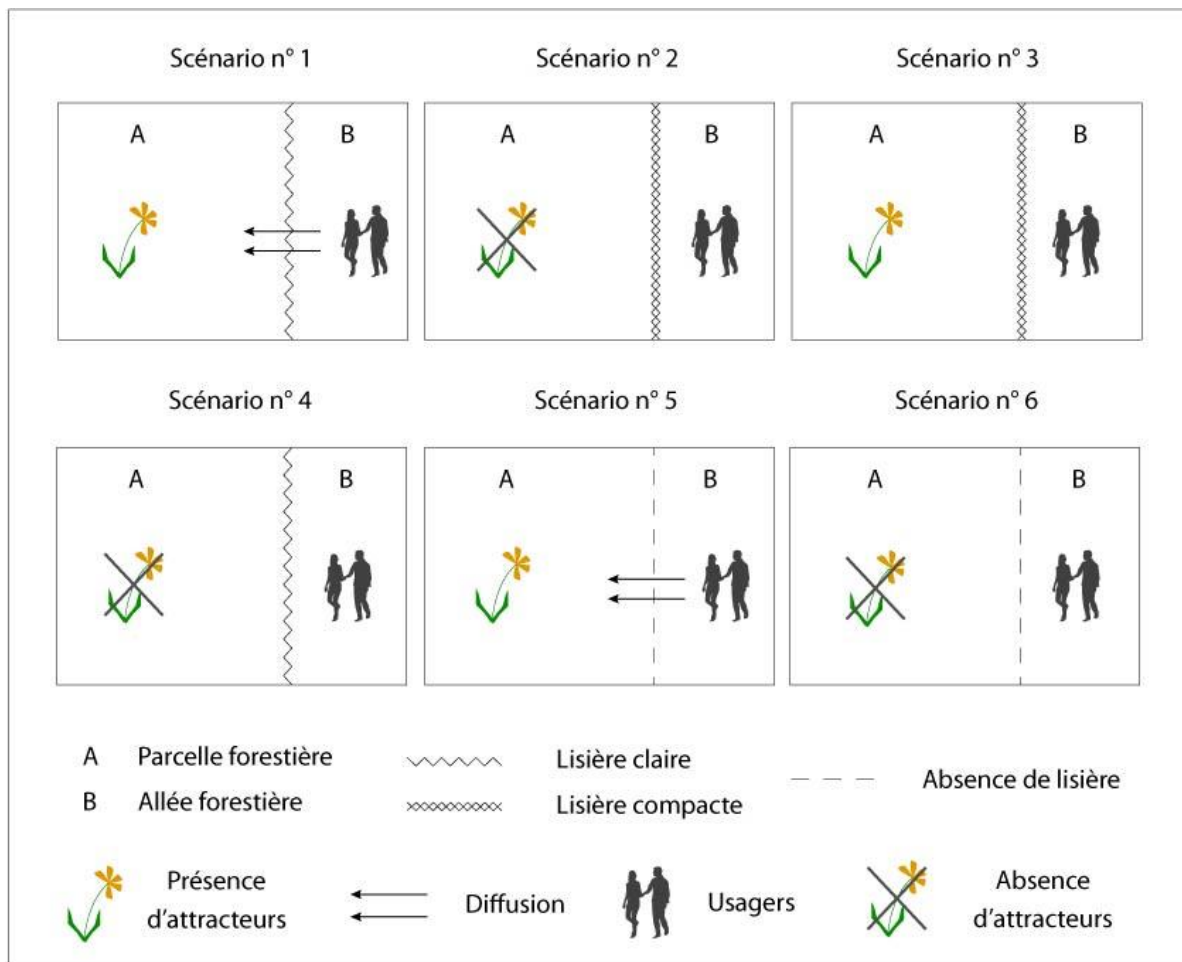 Scénario n° 1
Scénario n° 2
Scénario n° 3
A
B
A
B
A
B
Scénario n° 4
Scénario n° 5
Scénario n° 6
A
B
A
B
A
B
A Parcelle forestière
Lisière claire
Absence de lisière
B Allée forestière
Lisière compacte
Présence
d'attracteurs
Diffusion
Usagers
Absence
d'attracteurs